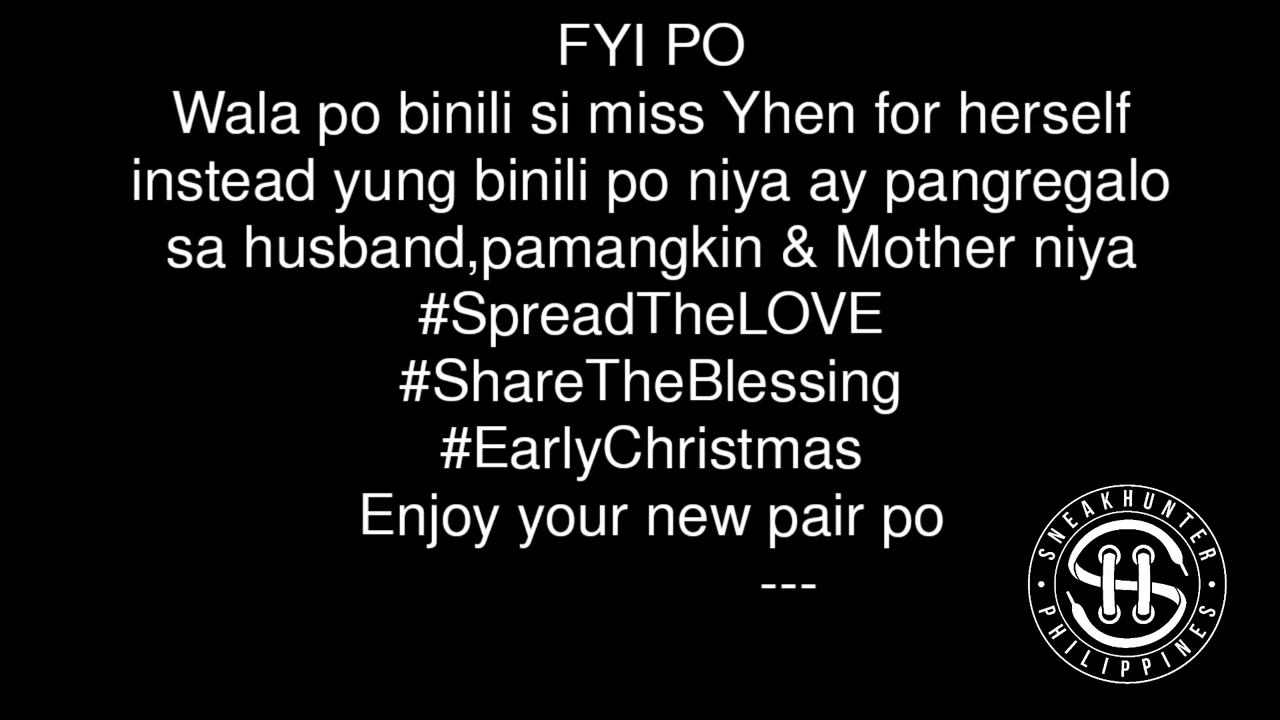 FYI PO
Wala po binili si miss Yhen for herself
instead yung binili po niya ay pangregalo
sa husband,pamangkin & Mother niya
#SpreadTheLOVE
#ShareTheBlessing
#EarlyChristmas
Enjoy your new pair po
---
SNEAKHUNTER
PHILIPPINES
SH